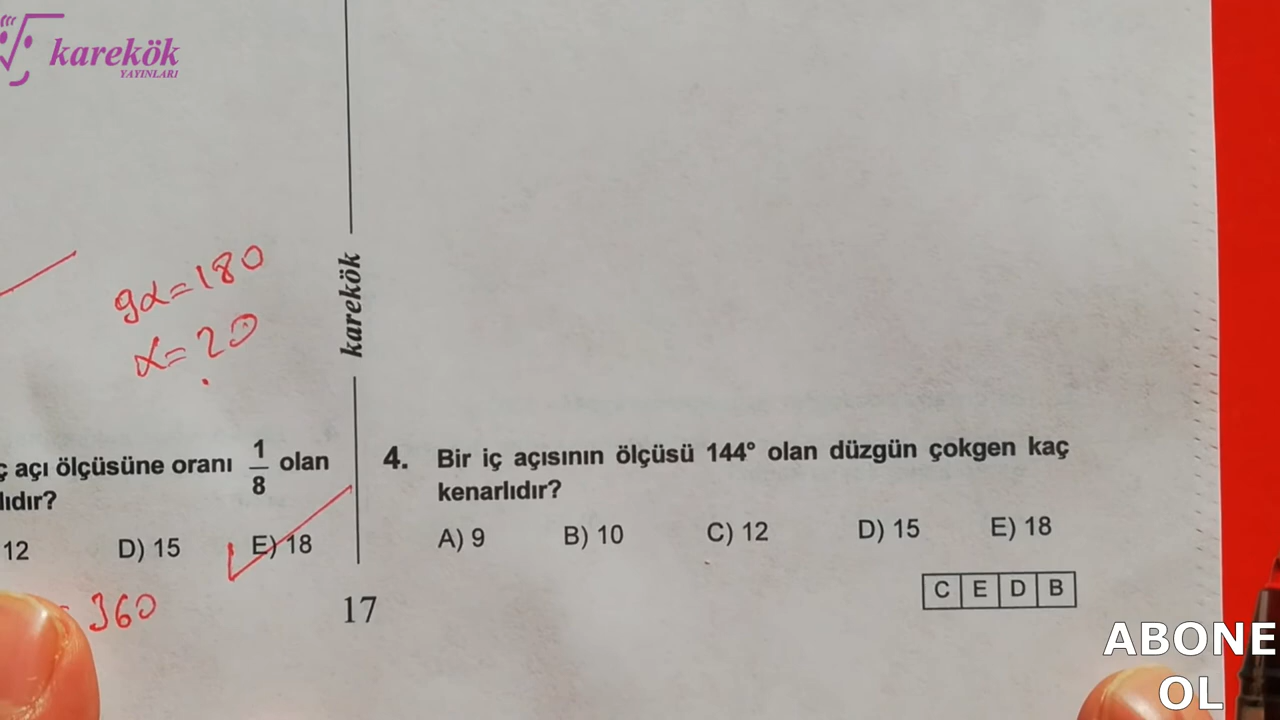 karekök
YAYINLARI
9α=180
α=20
karekök
ç açı ölçüsüne oranı 1/8 olan
lıdır?
12 D) 15 E) 18
= 360
17
4. Bir iç açısının ölçüsü 144° olan düzgün çokgen kaç
kenarlıdır?
A) 9 B) 10 C) 12 D) 15 E) 18
C E D B
ABONE
OL